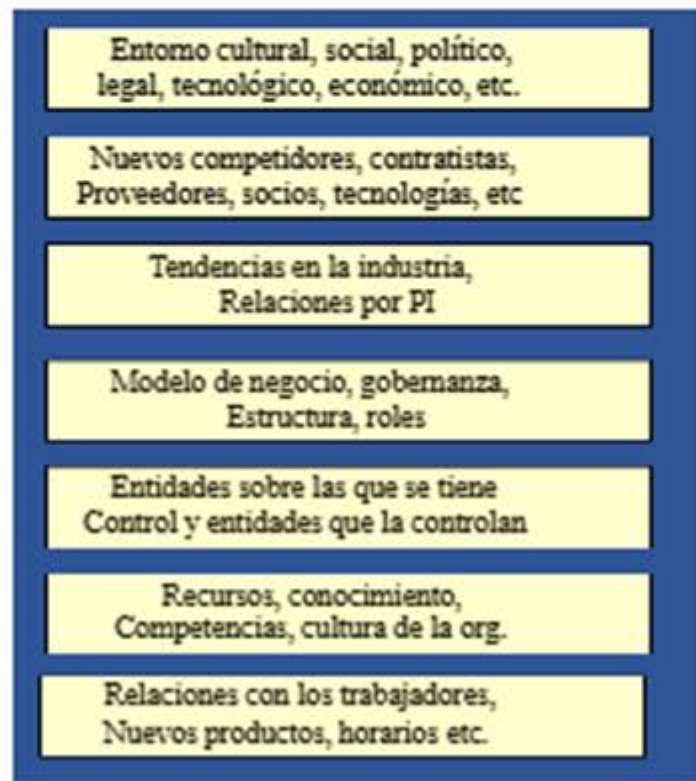 Entorno cultural, social, político,
legal, tecnológico, económico, etc.
Nuevos competidores, contratistas,
Proveedores, socios, tecnologías, etc
Tendencias en la industria,
Relaciones por PI
Modelo de negocio, gobernanza,
Estructura, roles
Entidades sobre las que se tiene
Control y entidades que la controlan
Recursos, conocimiento,
Competencias, cultura de la org.
Relaciones con los trabajadores,
Nuevos productos, horarios etc.